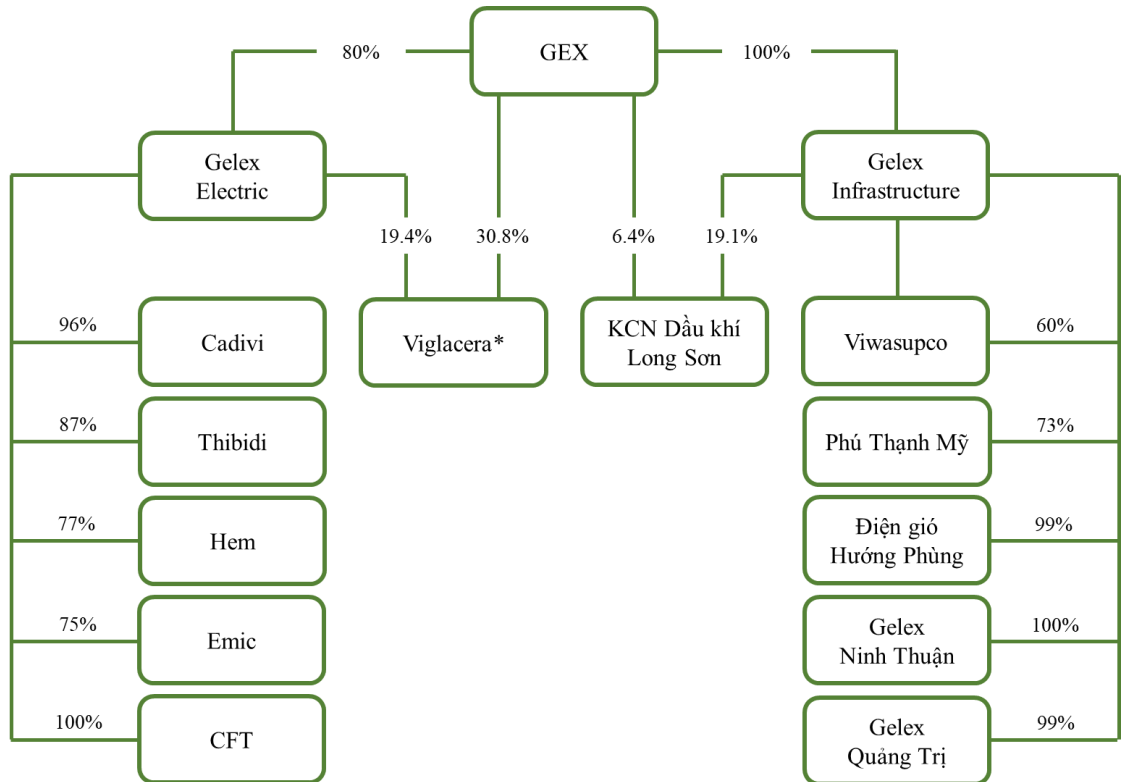 80%
GEX
100%
Gelex
Electric
Gelex
Infrastructure
19.4%
30.8%
6.4%
19.1%
96%
Cadivi
Viglacera*
KCN Dầu khí
Long Sơn
Viwasupco
60%
87%
Thibidi
Phú Thạnh Mỹ
73%
77%
Hem
Điện gió
Hướng Phùng
99%
75%
Emic
Gelex
Ninh Thuận
100%
100%
CFT
Gelex
Quảng Trị
99%